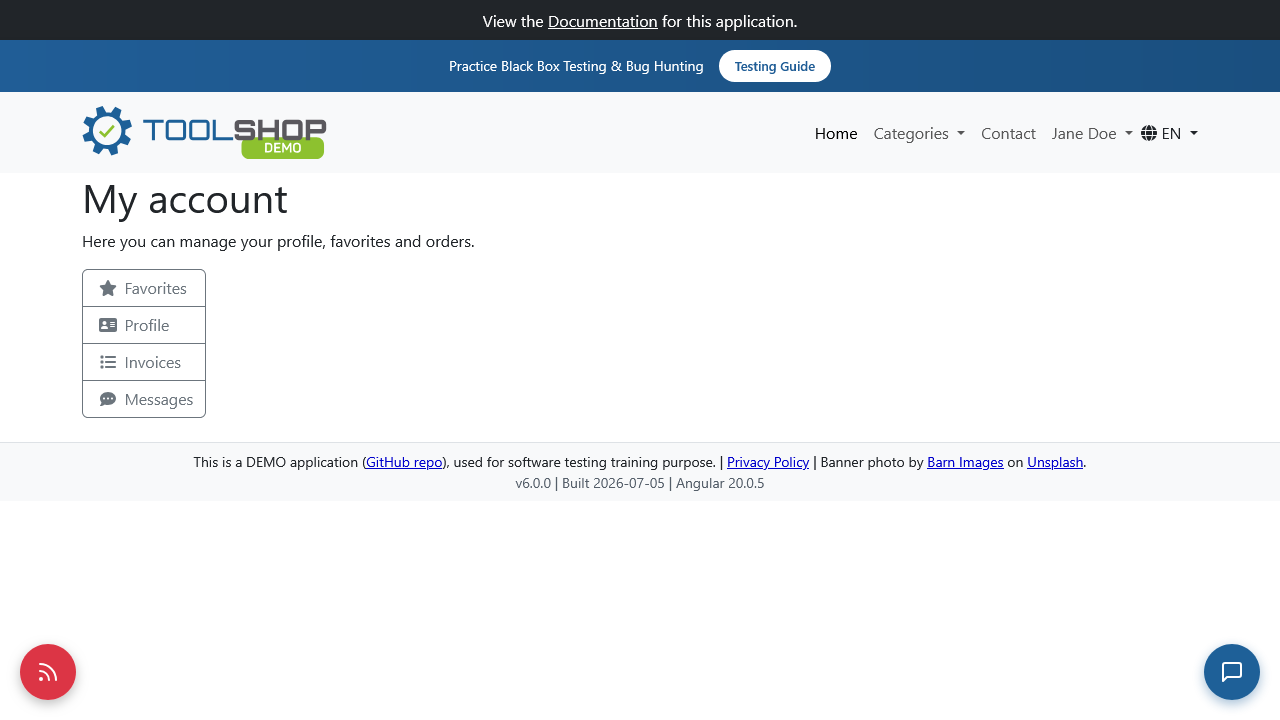 View the Documentation for this application.
Practice Black Box Testing & Bug Hunting Testing Guide
TOOLSHOP
DEMO
Home Categories Contact Jane Doe EN
My account
Here you can manage your profile, favorites and orders.
Favorites
Profile
Invoices
Messages
This is a DEMO application (GitHub repo), used for software testing training purpose. | Privacy Policy | Banner photo by Barn Images on Unsplash.
v6.0.0 | Built 2026-07-05 | Angular 20.0.5